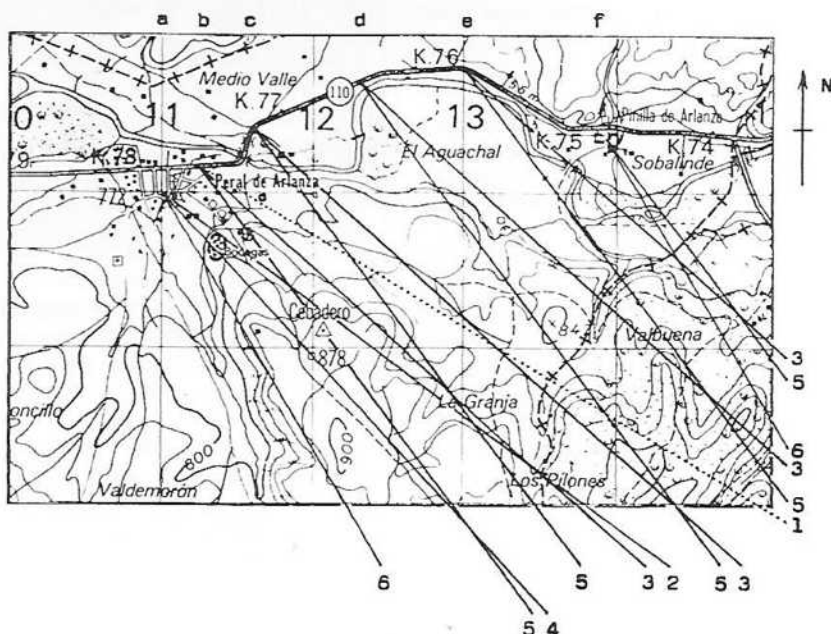 a b c d e f
N
Medio Valle
K.76
K.77
110
11 12 13 1
0
Pinilla de Arlanza
El Aguachal
K.75 K.74
K.78
Sobalinde
Peral de Arlanza
772
Bodegas
Cebadero
878
84
Valbuena
3
5
La Granja
6
oncillo
800
900
3
Valdemorón
Los Pilones
5
1
6 5 3 2 5 3
5 4